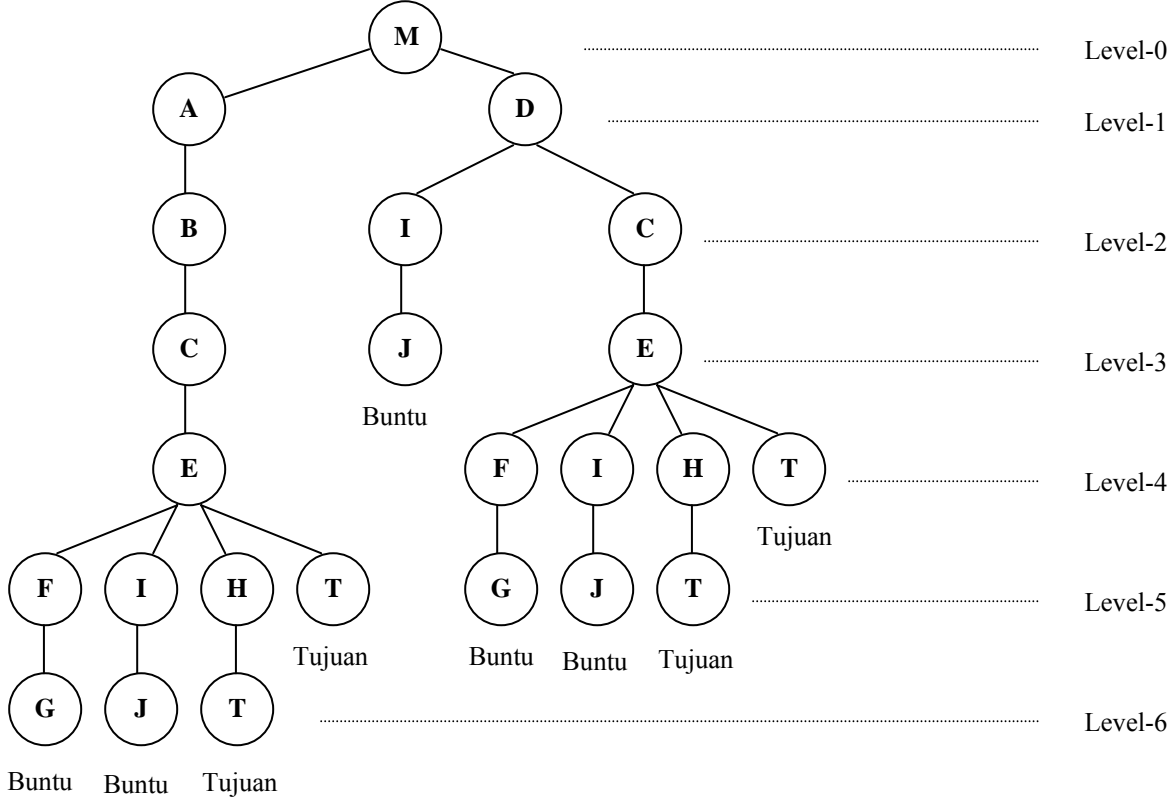 M Level-0
A D Level-1
B I C Level-2
C J E Level-3
Buntu
E F I H T Level-4
Tujuan
F I H T G J T Level-5
Tujuan Buntu Buntu Tujuan
G J T Level-6
Buntu Buntu Tujuan